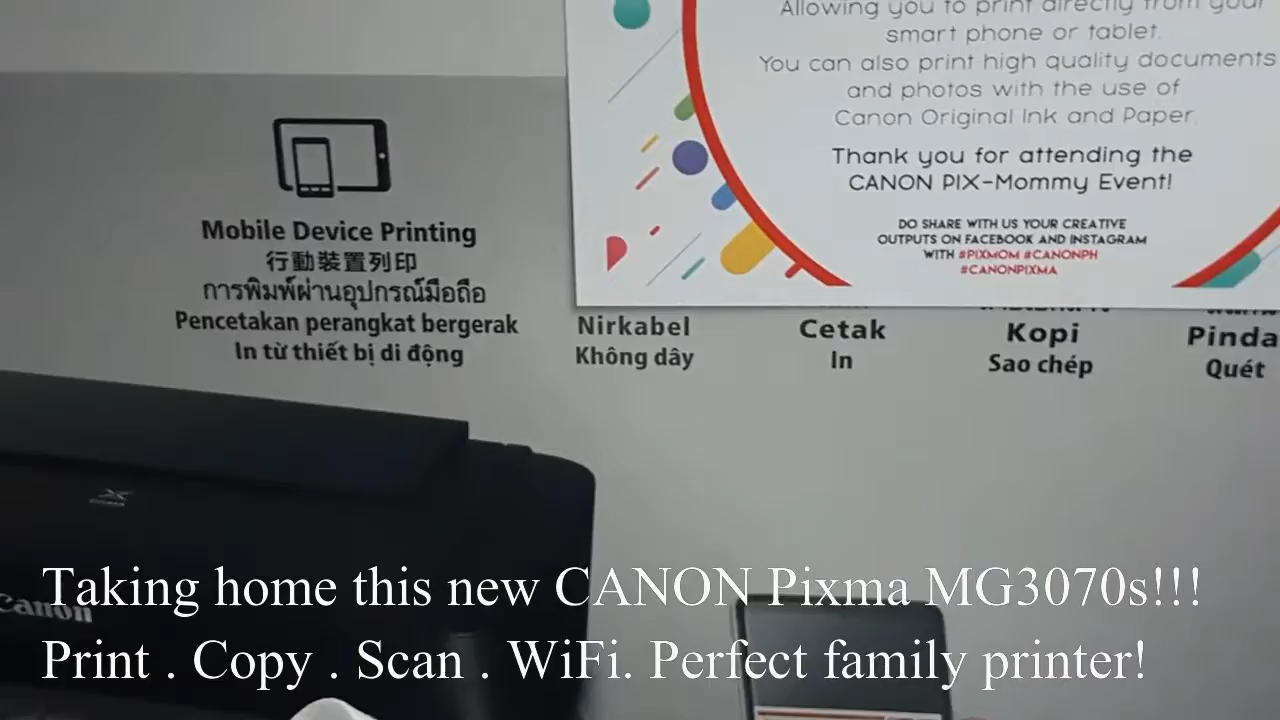 Allowing you to print directly from your
smart phone or tablet.
You can also print high quality documents
and photos with the use of
Canon Original Ink and Paper.
Thank you for attending the
CANON PIX-Mommy Event!
DO SHARE WITH US YOUR CREATIVE
OUTPUTS ON FACEBOOK AND INSTAGRAM
WITH #PIXMOM #CANONPH
#CANONPIXMA
Mobile Device Printing
行動裝置列印
การพิมพ์ผ่านอุปกรณ์มือถือ
Pencetakan perangkat bergerak
In từ thiết bị di động
Nirkabel
Không dây
Cetak
In
Kopi
Sao chép
Pinda
Quét
Canon
Taking home this new CANON Pixma MG3070s!!!
Print . Copy . Scan . WiFi. Perfect family printer!